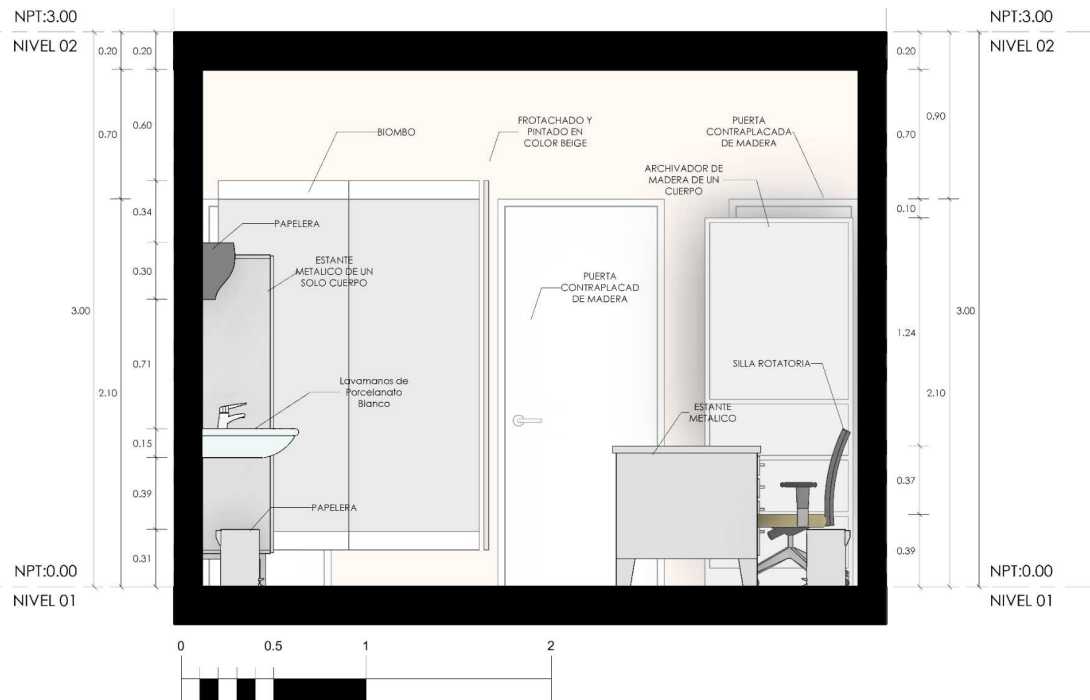 NPT:3.00
NIVEL 02
NPT:3.00
NIVEL 02
0.20
0.20
0.70
0.60
0.34
0.30
3.00
0.71
2.10
0.15
0.39
0.31
BIOMBO
FROTACHADO Y
PINTADO EN
COLOR BEIGE
PUERTA
CONTRAPLACADA
DE MADERA
ARCHIVADOR DE
MADERA DE UN
CUERPO
PAPELERA
ESTANTE
METALICO DE UN
SOLO CUERPO
PUERTA
CONTRAPLACAD
DE MADERA
Lavamanos de
Porcelanato
Blanco
SILLA ROTATORIA
ESTANTE
METALICO
PAPELERA
0.20
0.90
0.70
0.10
3.00
1.24
2.10
0.37
0.39
NPT:0.00
NIVEL 01
NPT:0.00
NIVEL 01
0
0.5
1
2